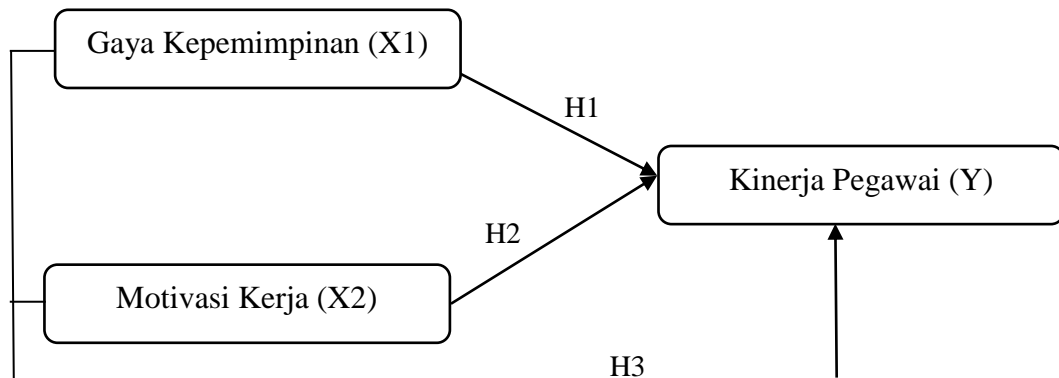 Gaya Kepemimpinan (X1)
H1
Kinerja Pegawai (Y)
H2
Motivasi Kerja (X2)
H3